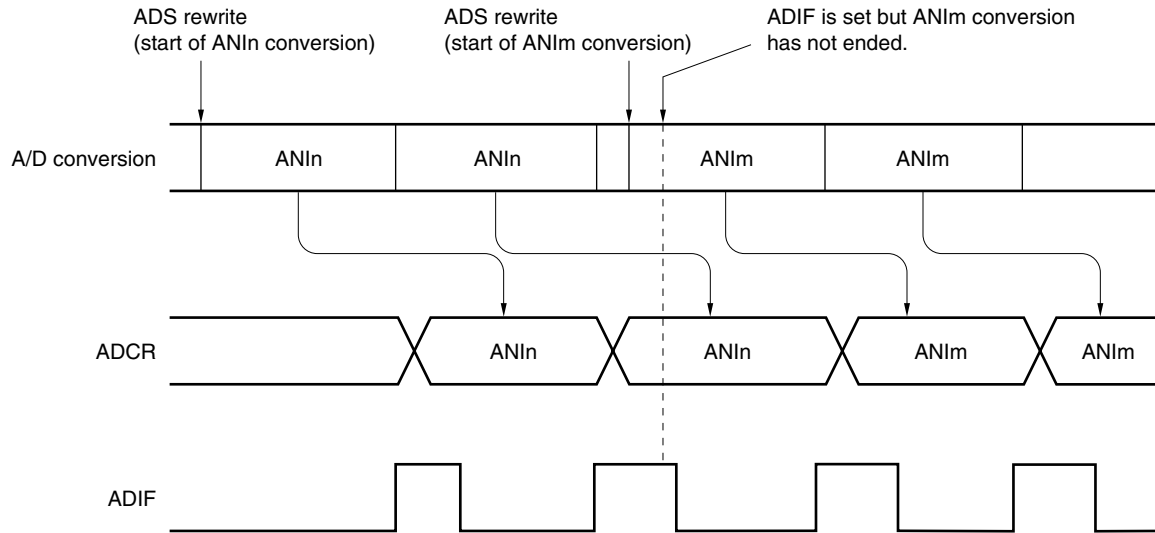 ADS rewrite
(start of ANIn conversion)
ADS rewrite
(start of ANIm conversion)
ADIF is set but ANIm conversion
has not ended.
A/D conversion
ANIn
ANIn
ANIm
ANIm
ADCR
ANIn
ANIn
ANIm
ANIm
ADIF